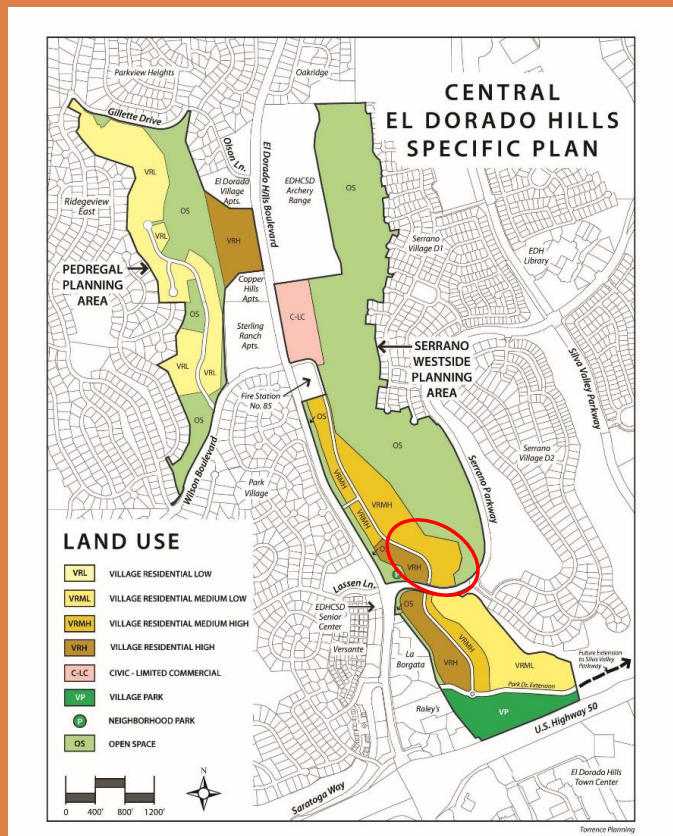 CENTRAL
EL DORADO HILLS
SPECIFIC PLAN
Parkview Heights
Oakridge
Gillette Drive
Olson Ln.
El Dorado Hills Boulevard
VRL
OS
El Dorado
Village
Apts.
EDHCSD
Archery
Range
OS
Ridgeview
East
VRH
Serrano
Village D1
EDH
Library
VRL
PEDREGAL
PLANNING
AREA
Copper
Hills
Apts.
C-LC
OS
Sterling
Ranch
Apts.
SERRANO
WESTSIDE
PLANNING
AREA
Silva Valley Parkway
VRL
VRL
Fire Station
No. 85
OS
OS
OS
Wilson Boulevard
Park
Village
VRMH
VRMH
VRMH
Serrano Parkway
Serrano
Village D2
VRH
P
Lassen Ln.
OS
EDHCSD
Senior
Center
Versante
La
Borgata
VRH
VRMH
VRML
Future Extension
to Silva Valley
Parkway
Park Dr. Extension
Raley's
VP
U.S. Highway 50
Saratoga Way
El Dorado Hills
Town Center
LAND USE
VRL VILLAGE RESIDENTIAL LOW
VRML VILLAGE RESIDENTIAL MEDIUM LOW
VRMH VILLAGE RESIDENTIAL MEDIUM HIGH
VRH VILLAGE RESIDENTIAL HIGH
C-LC CIVIC - LIMITED COMMERCIAL
VP VILLAGE PARK
P NEIGHBORHOOD PARK
OS OPEN SPACE
N
0 400' 800' 1200'
Torrence Planning